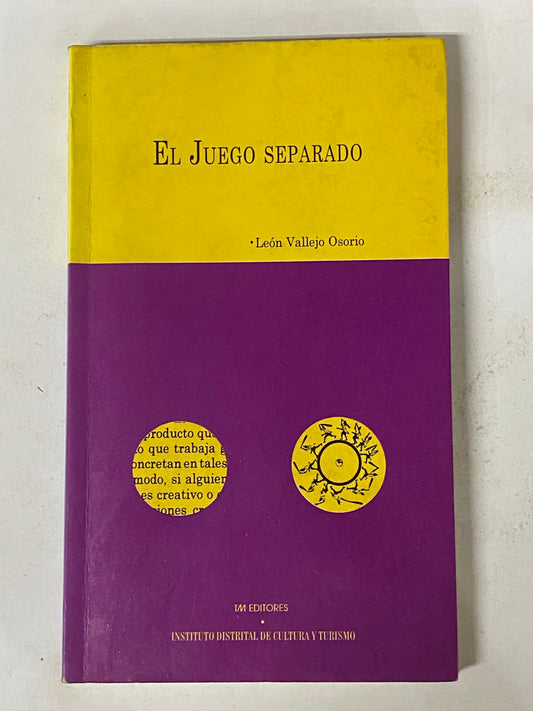 EL JUEGO SEPARADO
•León Vallejo Osorio
producto qu
o que trabaja
oncretan en tales
modo, si alguien
es creativo o
iones cr
TM EDITORES
•
INSTITUTO DISTRITAL DE CULTURA Y TURISMO